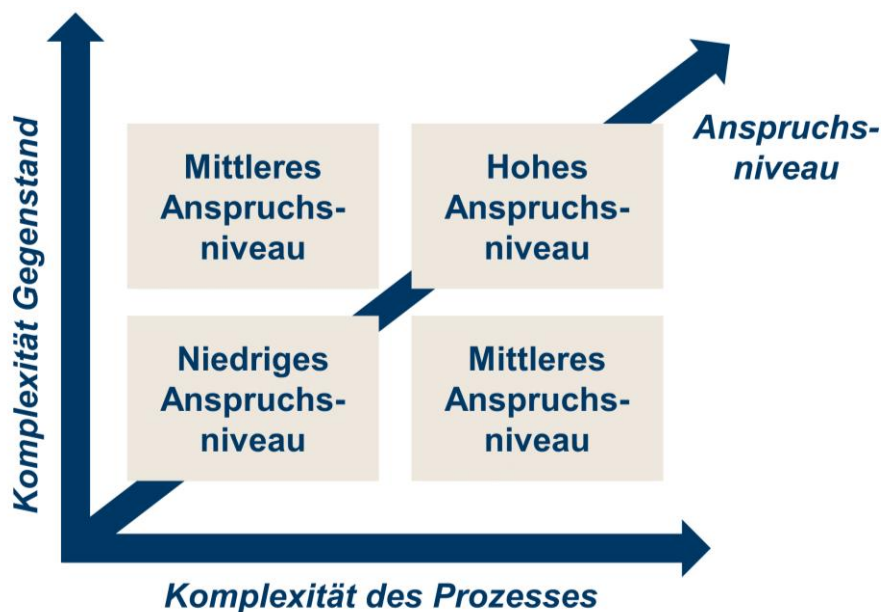 Komplexität Gegenstand
Mittleres
Anspruchs-
niveau
Hohes
Anspruchs-
niveau
Anspruchs-
niveau
Niedriges
Anspruchs-
niveau
Mittleres
Anspruchs-
niveau
Komplexität des Prozesses